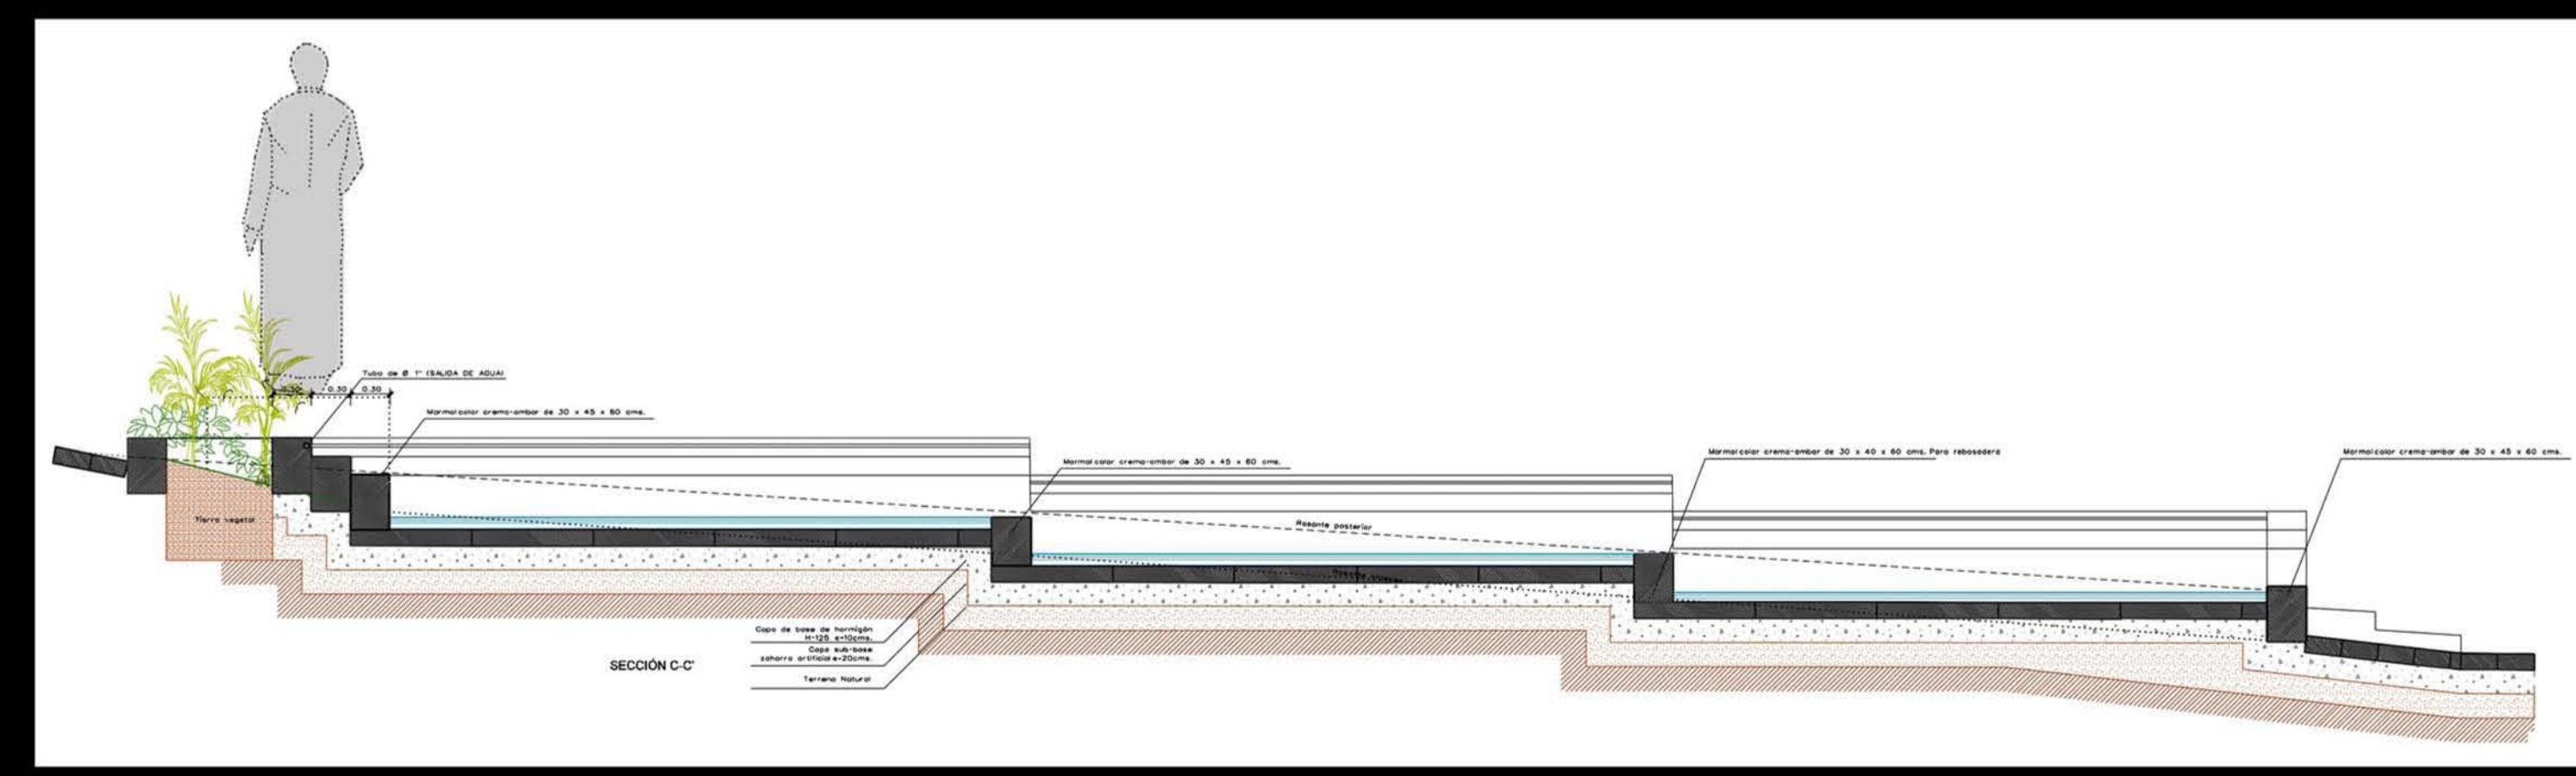 Tubo de Ø 1" (SALIDA DE AGUA)
0.30 0.30 0.30
Marmol color crema-ambar de 30 x 45 x 60 cms.
Marmol color crema-ambar de 30 x 45 x 60 cms.
Marmol color crema-ambar de 30 x 40 x 60 cms. Para rebosadero
Marmol color crema-ambar de 30 x 45 x 60 cms.
Tierra vegetal
Rasante posterior
Rasante
Capa de base de hormigón
H-125 e=10cms.
Capa sub-base
zahorra artificial e=20cms.
Terreno Natural
SECCIÓN C-C'